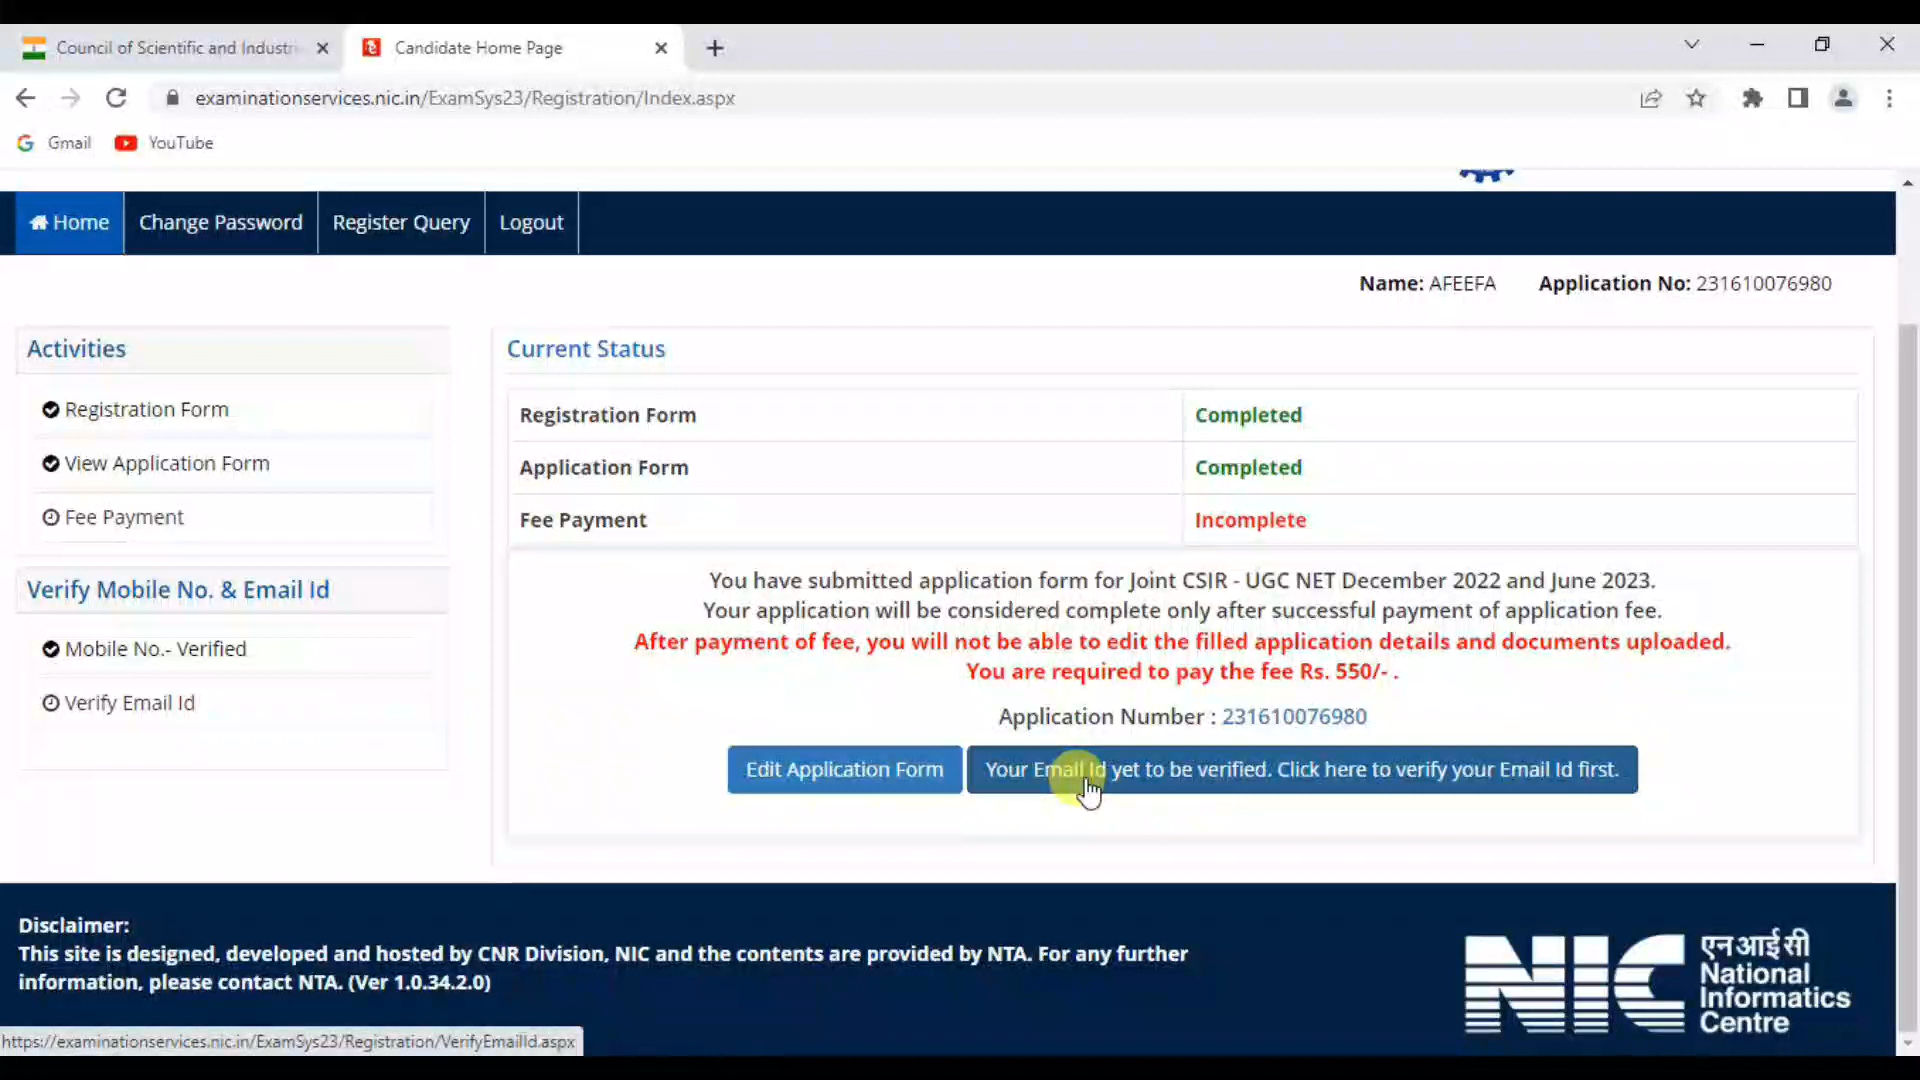 Council of Scientific and Industri
Candidate Home Page
examinationservices.nic.in/ExamSys23/Registration/Index.aspx
Gmail
YouTube
Home
Change Password
Register Query
Logout
Name: AFEEFA Application No: 231610076980
Activities
Registration Form
View Application Form
Fee Payment
Verify Mobile No. & Email Id
Mobile No.- Verified
Verify Email Id
Current Status
Registration Form Completed
Application Form Completed
Fee Payment Incomplete
You have submitted application form for Joint CSIR - UGC NET December 2022 and June 2023.
Your application will be considered complete only after successful payment of application fee.
After payment of fee, you will not be able to edit the filled application details and documents uploaded.
You are required to pay the fee Rs. 550/- .
Application Number : 231610076980
Edit Application Form
Your Email Id yet to be verified. Click here to verify your Email Id first.
Disclaimer:
This site is designed, developed and hosted by CNR Division, NIC and the contents are provided by NTA. For any further
information, please contact NTA. (Ver 1.0.34.2.0)
NIC
एन आई सी
National
Informatics
Centre
https://examinationservices.nic.in/ExamSys23/Registration/VerifyEmailId.aspx